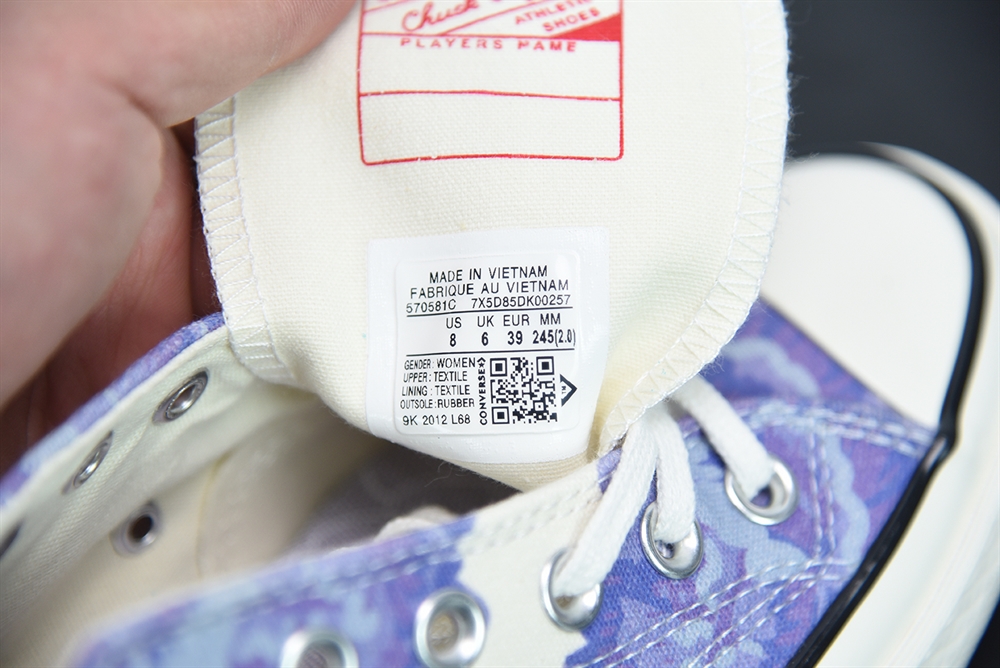 Chuck
ATHLETIC
SHOES
PLAYERS NAME
MADE IN VIETNAM
FABRIQUE AU VIETNAM
570581C 7X5D85DK00257
US UK EUR MM
8 6 39 245(2.0)
GENDER: WOMEN
UPPER: TEXTILE
LINING: TEXTILE
OUTSOLE: RUBBER
9K 2012 L68
CONVERSE